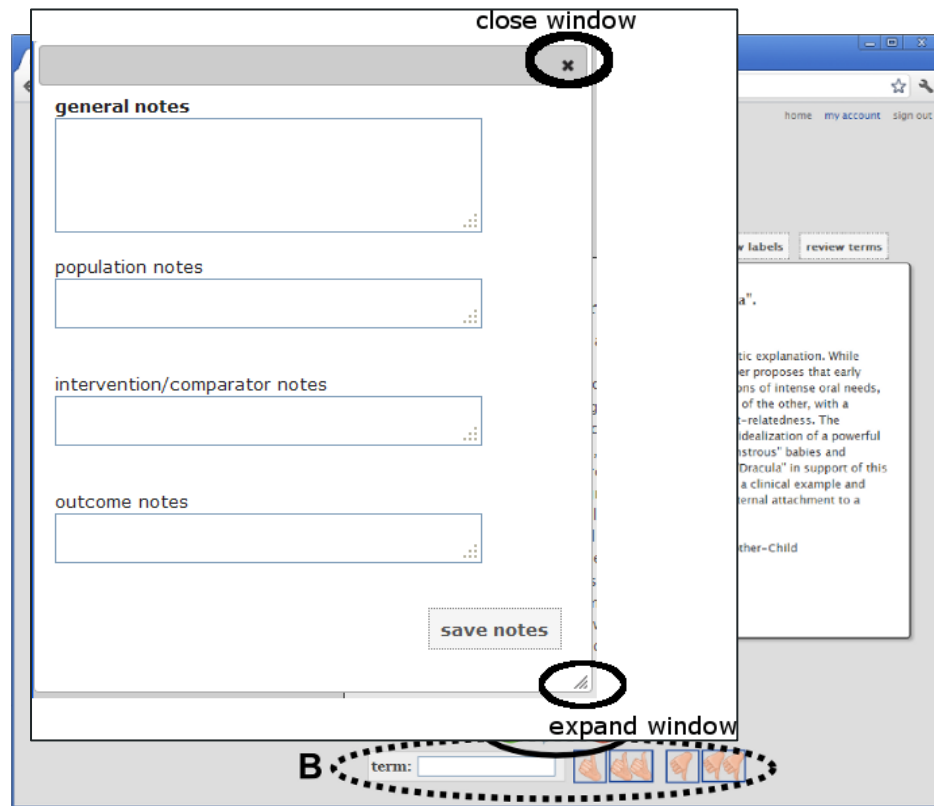 close window
home my account sign out
general notes
labels review terms
population notes
a".
tic explanation. While
er proposes that early
ons of intense oral needs,
of the other, with a
t-relatedness. The
idealization of a powerful
nstrous" babies and
Dracula" in support of this
a clinical example and
ternal attachment to a
ther-Child
intervention/comparator notes
outcome notes
save notes
expand window
B
term: